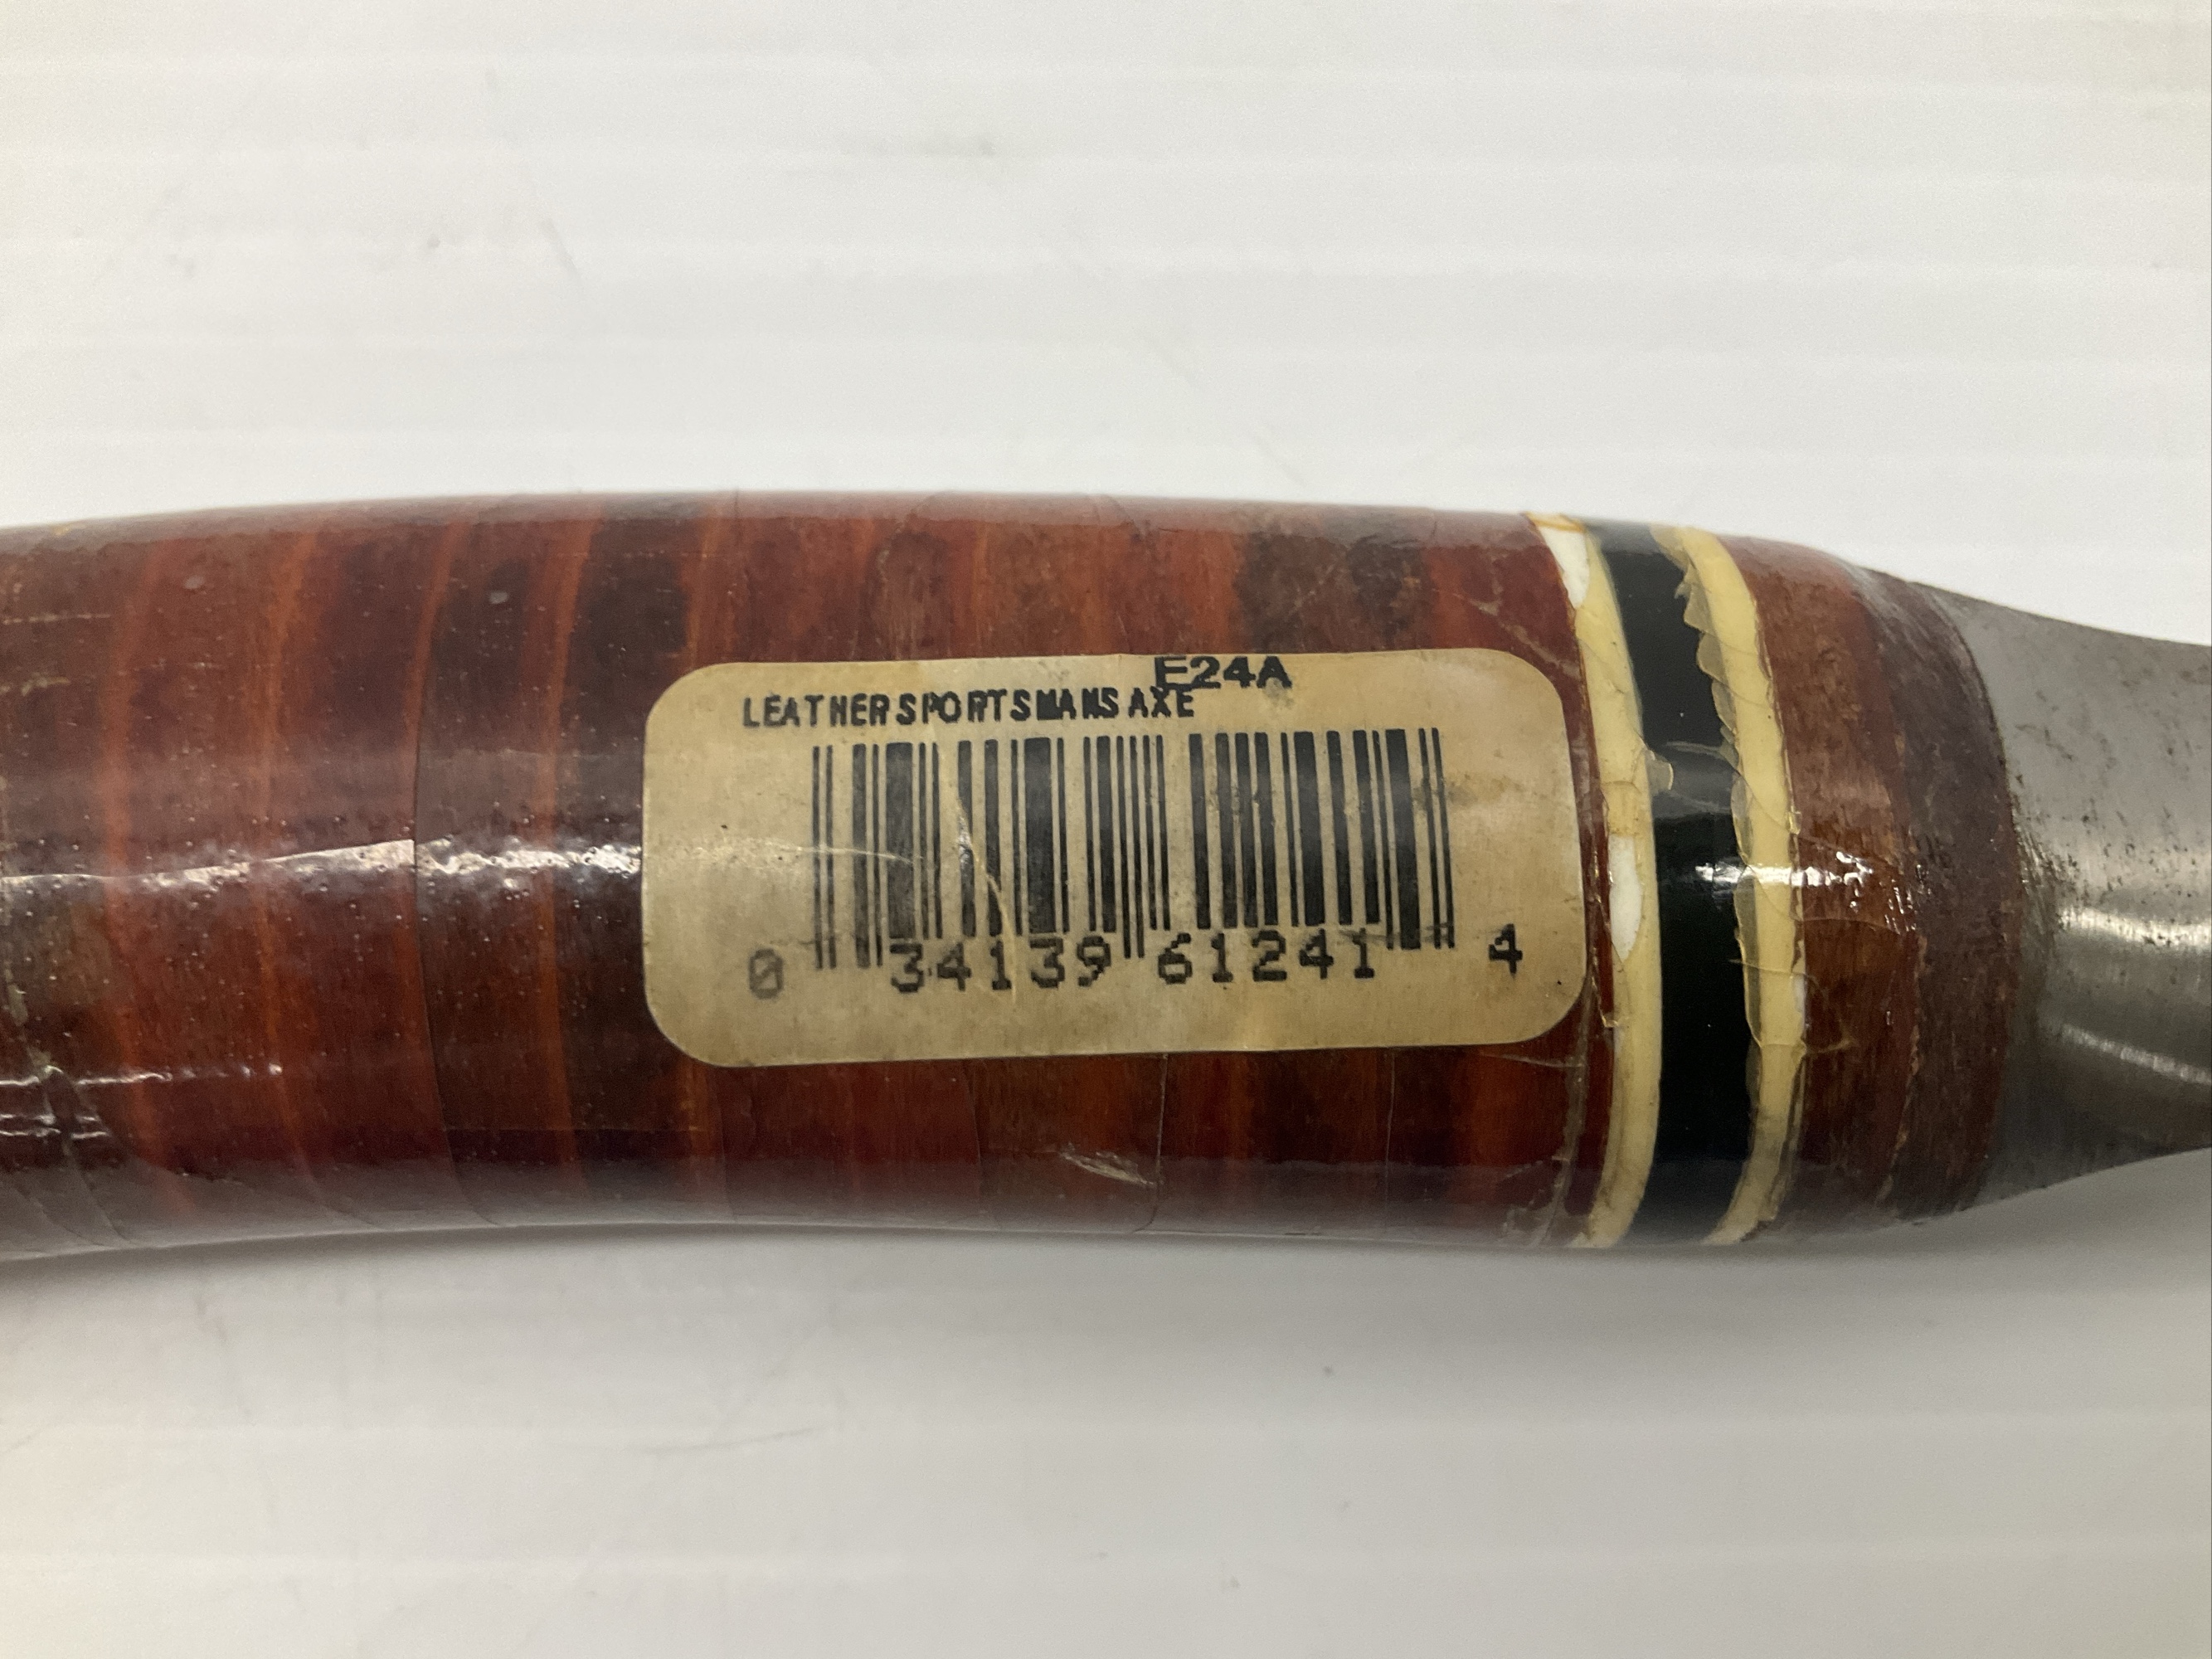 E24A
LEATHER SPORTSMANS AXE
0 34139 61241 4